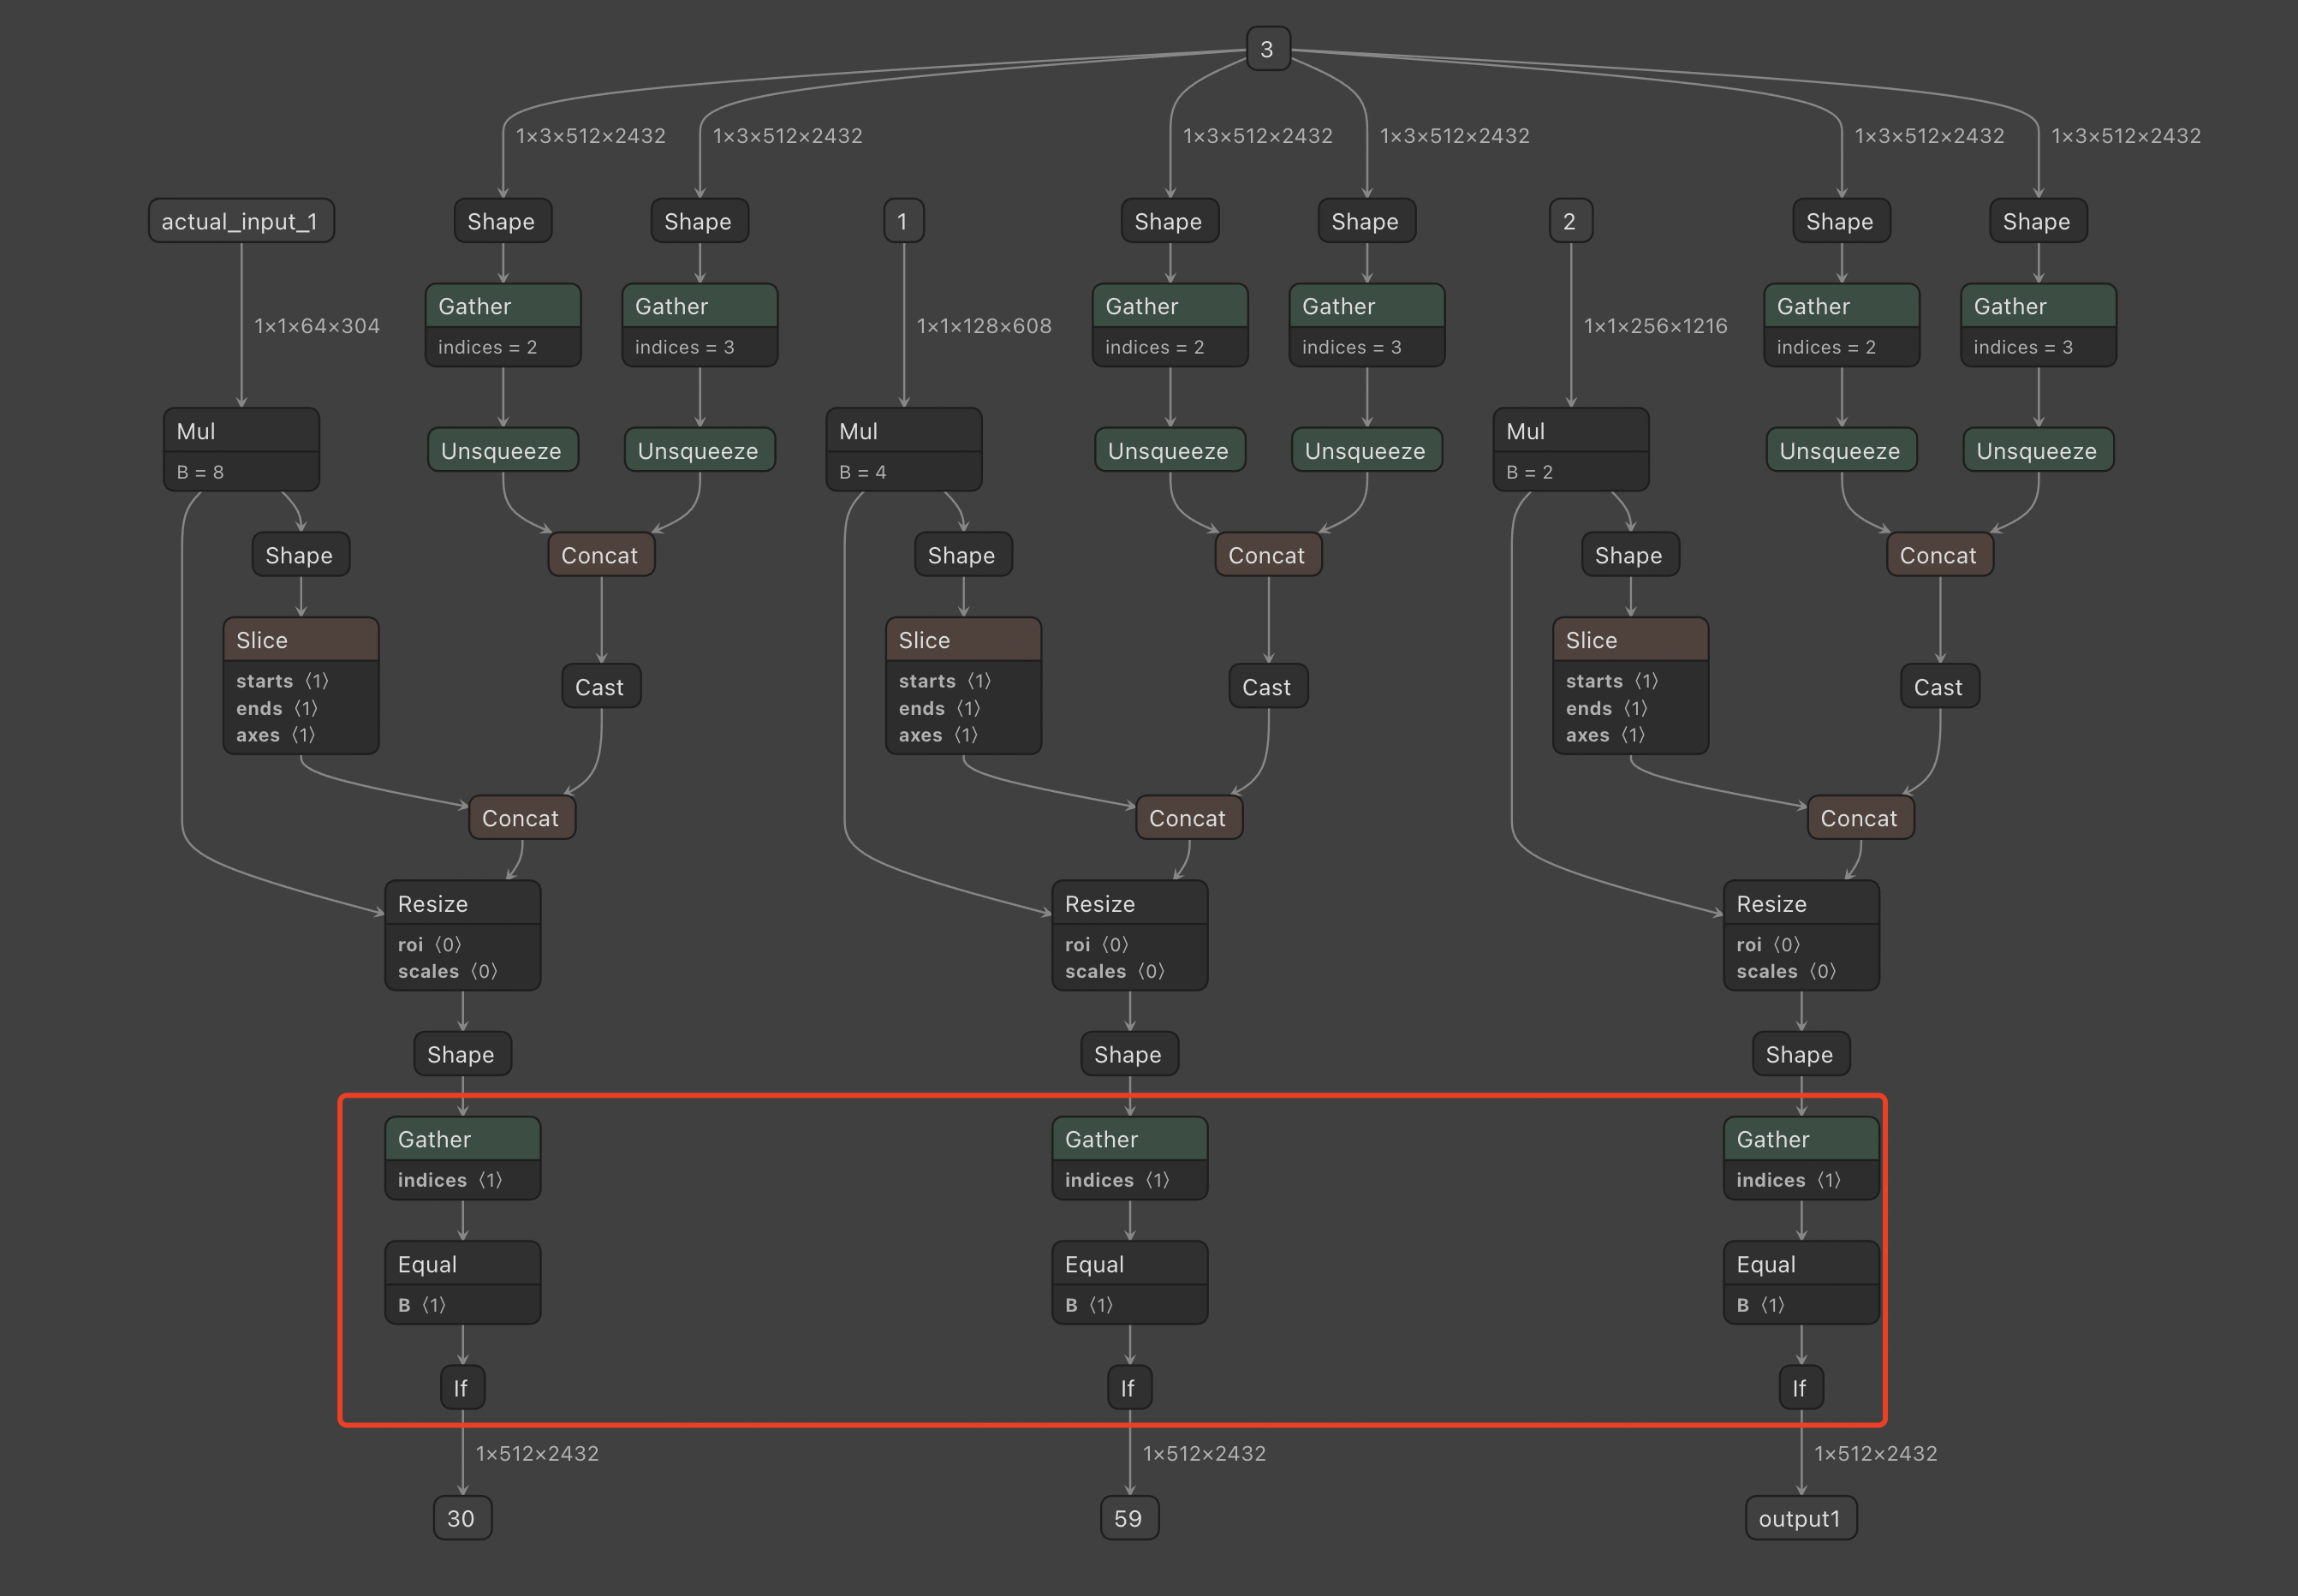 3
1×3×512×2432
1×3×512×2432
1×3×512×2432
1×3×512×2432
1×3×512×2432
1×3×512×2432
actual_input_1
Shape
Shape
1
Shape
Shape
2
Shape
Shape
1×1×64×304
Gather
indices = 2
Gather
indices = 3
1×1×128×608
Gather
indices = 2
Gather
indices = 3
1×1×256×1216
Gather
indices = 2
Gather
indices = 3
Mul
B = 8
Unsqueeze
Unsqueeze
Mul
B = 4
Unsqueeze
Unsqueeze
Mul
B = 2
Unsqueeze
Unsqueeze
Shape
Concat
Shape
Concat
Shape
Concat
Slice
starts ⟨1⟩
ends ⟨1⟩
axes ⟨1⟩
Cast
Slice
starts ⟨1⟩
ends ⟨1⟩
axes ⟨1⟩
Cast
Slice
starts ⟨1⟩
ends ⟨1⟩
axes ⟨1⟩
Cast
Concat
Concat
Concat
Resize
roi ⟨0⟩
scales ⟨0⟩
Resize
roi ⟨0⟩
scales ⟨0⟩
Resize
roi ⟨0⟩
scales ⟨0⟩
Shape
Shape
Shape
Gather
indices ⟨1⟩
Gather
indices ⟨1⟩
Gather
indices ⟨1⟩
Equal
B ⟨1⟩
Equal
B ⟨1⟩
Equal
B ⟨1⟩
If
If
If
1×512×2432
1×512×2432
1×512×2432
30
59
output1